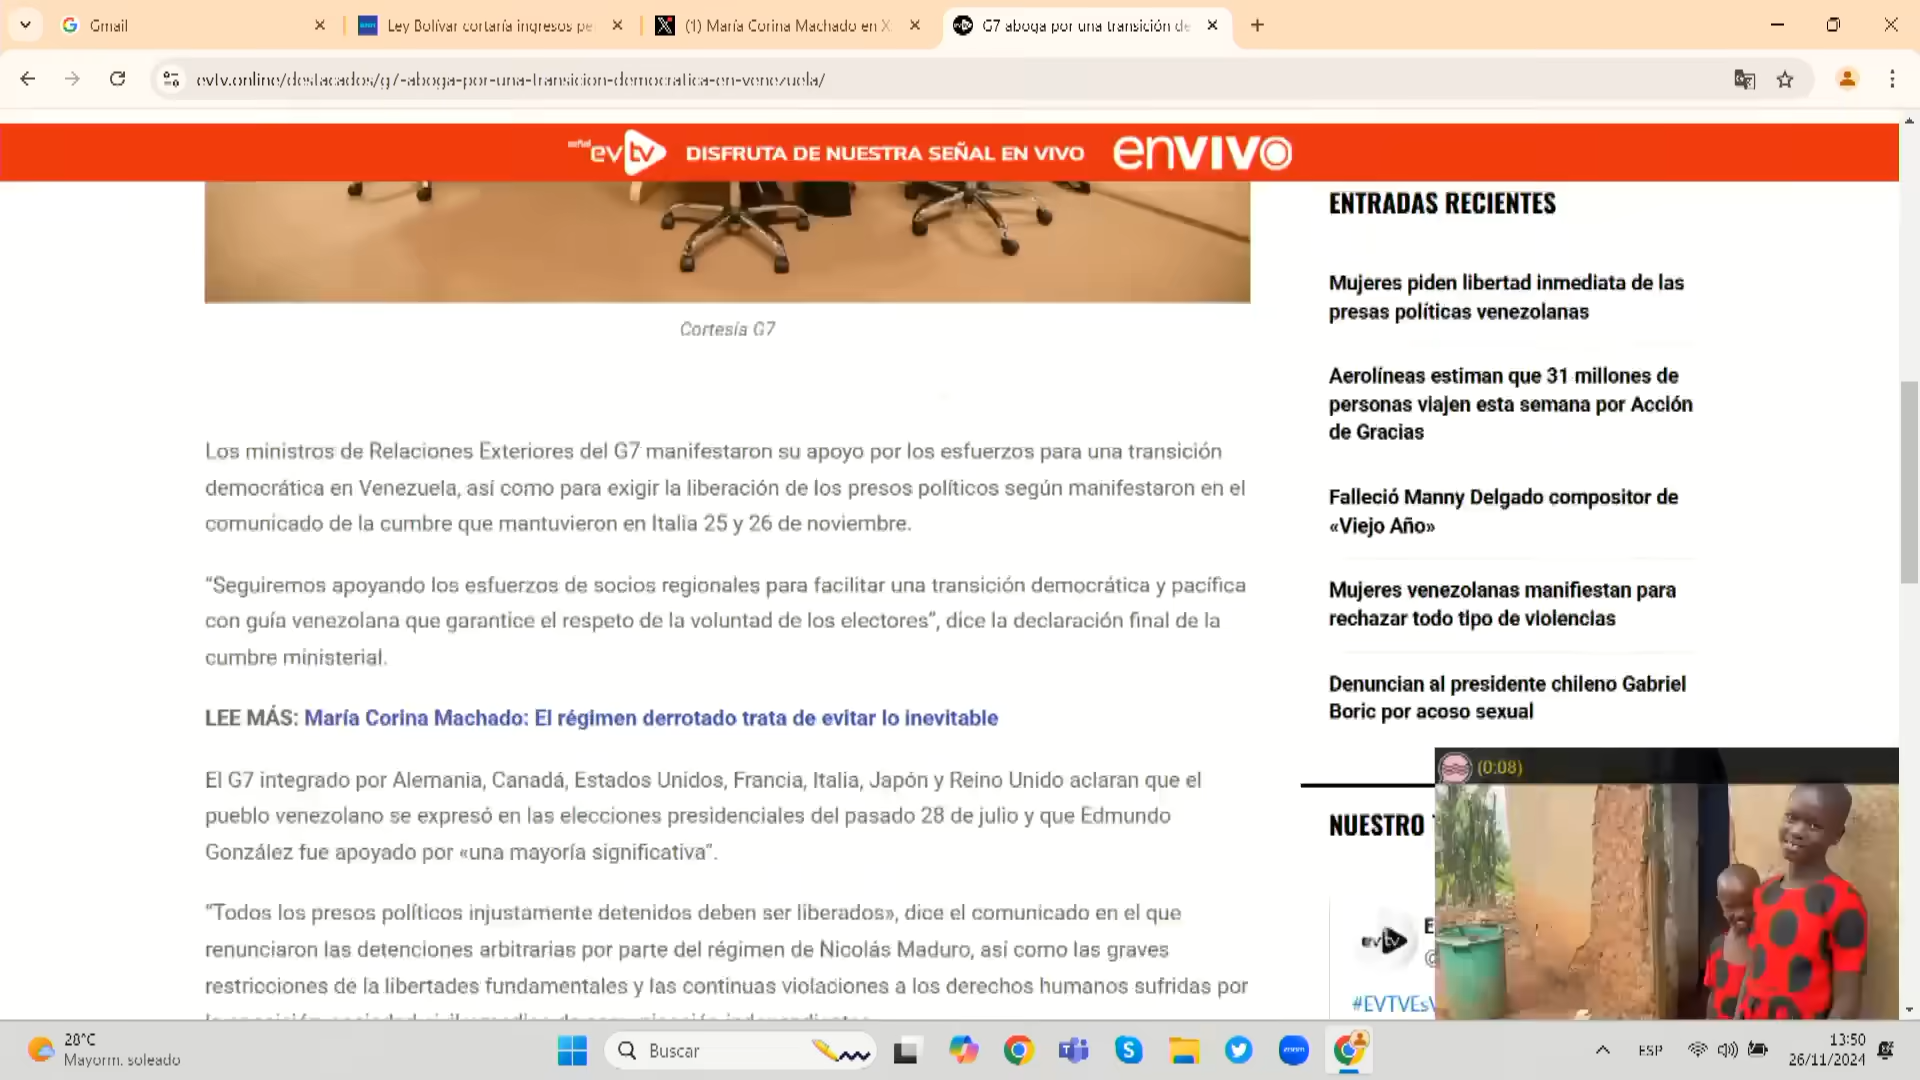 Gmail
Ley Bolívar cortaría ingresos pe
(1) María Corina Machado en X
G7 aboga por una transición de
evtv.online/destacados/g7-aboga-por-una-transicion-democratica-en-venezuela/
señal evtv DISFRUTA DE NUESTRA SEÑAL EN VIVO enVIVO
Cortesía G7
Los ministros de Relaciones Exteriores del G7 manifestaron su apoyo por los esfuerzos para una transición
democrática en Venezuela, así como para exigir la liberación de los presos políticos según manifestaron en el
comunicado de la cumbre que mantuvieron en Italia 25 y 26 de noviembre.
“Seguiremos apoyando los esfuerzos de socios regionales para facilitar una transición democrática y pacífica
con guía venezolana que garantice el respeto de la voluntad de los electores”, dice la declaración final de la
cumbre ministerial.
LEE MÁS: María Corina Machado: El régimen derrotado trata de evitar lo inevitable
El G7 integrado por Alemania, Canadá, Estados Unidos, Francia, Italia, Japón y Reino Unido aclaran que el
pueblo venezolano se expresó en las elecciones presidenciales del pasado 28 de julio y que Edmundo
González fue apoyado por «una mayoría significativa”.
“Todos los presos políticos injustamente detenidos deben ser liberados», dice el comunicado en el que
renunciaron las detenciones arbitrarias por parte del régimen de Nicolás Maduro, así como las graves
restricciones de la libertades fundamentales y las continuas violaciones a los derechos humanos sufridas por
ENTRADAS RECIENTES
Mujeres piden libertad inmediata de las
presas políticas venezolanas
Aerolíneas estiman que 31 millones de
personas viajen esta semana por Acción
de Gracias
Falleció Manny Delgado compositor de
«Viejo Año»
Mujeres venezolanas manifiestan para
rechazar todo tipo de violencias
Denuncian al presidente chileno Gabriel
Boric por acoso sexual
(0:08)
NUESTRO
evtv E
@
#EVTVEsV
28°C
Mayorm. soleado
Buscar
zoom
ESP
13:50
26/11/2024